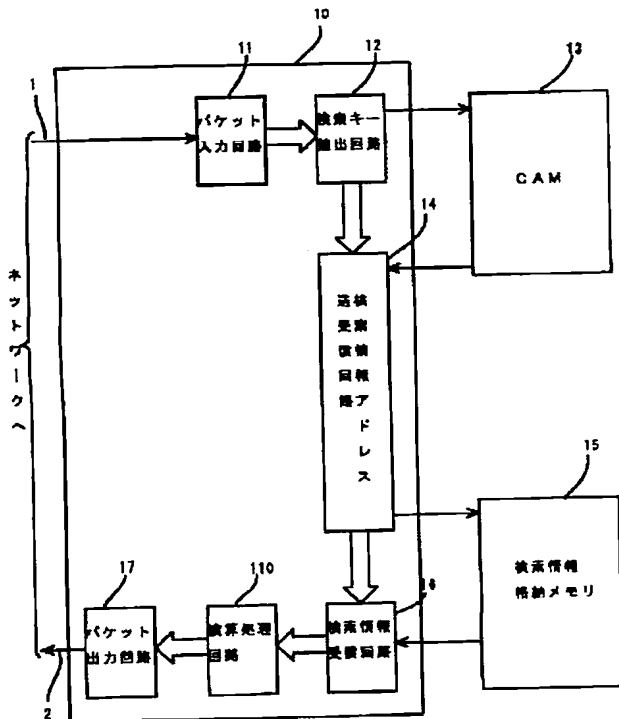 10
11
12
13
1
パケット
入力回路
検索キー
抽出回路
CAM
14
ネットワークへ
検索情報アドレス
送受信回路
15
検索情報
格納メモリ
17
110
16
パケット
出力回路
演算処理
回路
検索情報
受信回路
2